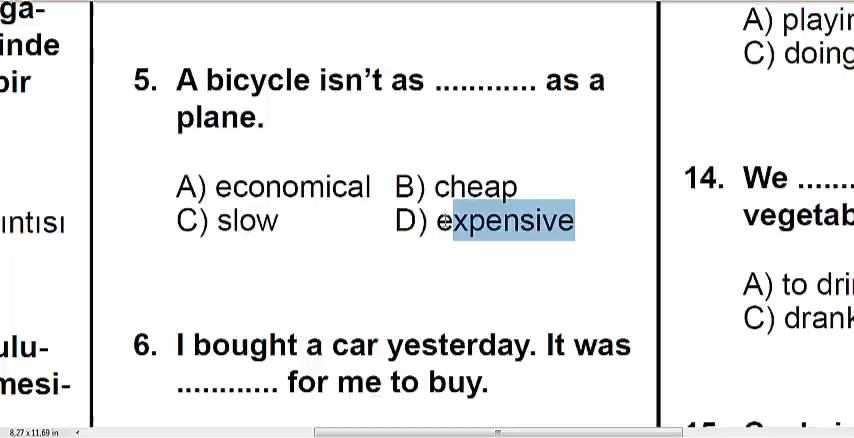 ga-
inde
bir
ıntısı
ulu-
mesi-
5. A bicycle isn't as ............ as a
plane.
A) economical B) cheap
C) slow D) expensive
6. I bought a car yesterday. It was
............ for me to buy.
A) playin
C) doing
14. We .......
vegetab
A) to dri
C) drank
15.
8,27 x 11,69 in